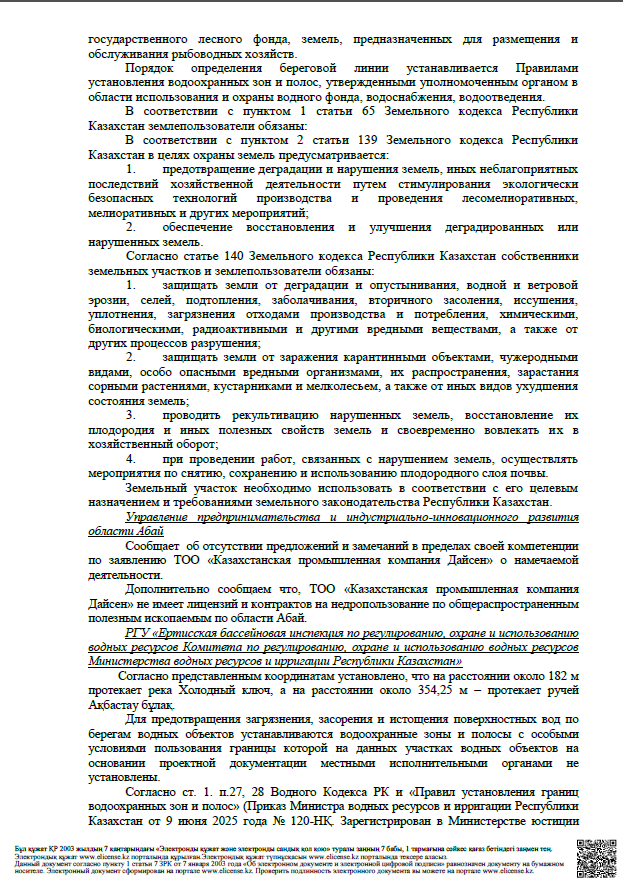 государственного лесного фонда, земель, предназначенных для размещения и
обслуживания рыбоводных хозяйств.
Порядок определения береговой линии устанавливается Правилами
установления водоохранных зон и полос, утвержденными уполномоченным органом в
области использования и охраны водного фонда, водоснабжения, водоотведения.
В соответствии с пунктом 1 статьи 65 Земельного кодекса Республики
Казахстан землепользователи обязаны:
В соответствии с пунктом 2 статьи 139 Земельного кодекса Республики
Казахстан в целях охраны земель предусматривается:
1. предотвращение деградации и нарушения земель, иных неблагоприятных
последствий хозяйственной деятельности путем стимулирования экологически
безопасных технологий производства и проведения лесомелиоративных,
мелиоративных и других мероприятий;
2. обеспечение восстановления и улучшения деградированных или
нарушенных земель.
Согласно статье 140 Земельного кодекса Республики Казахстан собственники
земельных участков и землепользователи обязаны:
1. защищать земли от деградации и опустынивания, водной и ветровой
эрозии, селей, подтопления, заболачивания, вторичного засоления, иссушения,
уплотнения, загрязнения отходами производства и потребления, химическими,
биологическими, радиоактивными и другими вредными веществами, а также от
других процессов разрушения;
2. защищать земли от заражения карантинными объектами, чужеродными
видами, особо опасными вредными организмами, их распространения, зарастания
сорными растениями, кустарниками и мелколесьем, а также от иных видов ухудшения
состояния земель;
3. проводить рекультивацию нарушенных земель, восстановление их
плодородия и иных полезных свойств земель и своевременно вовлекать их в
хозяйственный оборот;
4. при проведении работ, связанных с нарушением земель, осуществлять
мероприятия по снятию, сохранению и использованию плодородного слоя почвы.
Земельный участок необходимо использовать в соответствии с его целевым
назначением и требованиями земельного законодательства Республики Казахстан.
Управление предпринимательства и индустриально-инновационного развития
области Абай
Сообщает об отсутствии предложений и замечаний в пределах своей компетенции
по заявлению ТОО «Казахстанская промышленная компания Дайсен» о намечаемой
деятельности.
Дополнительно сообщаем что, ТОО «Казахстанская промышленная компания
Дайсен» не имеет лицензий и контрактов на недропользование по общераспространенным
полезным ископаемым по области Абай.
РГУ «Ертисская бассейновая инспекция по регулированию, охране и использованию
водных ресурсов Комитета по регулированию, охране и использованию водных ресурсов
Министерства водных ресурсов и ирригации Республики Казахстан»
Согласно представленным координатам установлено, что на расстоянии около 182 м
протекает река Холодный ключ, а на расстоянии около 354,25 м – протекает ручей
Ақбастау бұлақ.
Для предотвращения загрязнения, засорения и истощения поверхностных вод по
берегам водных объектов устанавливаются водоохранные зоны и полосы с особыми
условиями пользования границы которой на данных участках водных объектов на
основании проектной документации местными исполнительными органами не
установлены.
Согласно ст. 1. п.27, 28 Водного Кодекса РК и «Правил установления границ
водоохранных зон и полос» (Приказ Министра водных ресурсов и ирригации Республики
Казахстан от 9 июня 2025 года № 120-НҚ. Зарегистрирован в Министерстве юстиции
Бұл құжат ҚР 2003 жылдың 7 қаңтарындағы «Электронды құжат және электронды сандық қол қою» туралы заңның 7 бабы, 1 тармағына сәйкес қағаз бетіндегі заңмен тең.
Электрондық құжат www.elicense.kz порталында құрылған.Электрондық құжат түпнұсқасын www.elicense.kz порталында тексере аласыз.
Данный документ согласно пункту 1 статьи 7 ЗРК от 7 января 2003 года «Об электронном документе и электронной цифровой подписи» равнозначен документу на бумажном
носителе. Электронный документ сформирован на портале www.elicense.kz. Проверить подлинность электронного документа вы можете на портале www.elicense.kz.